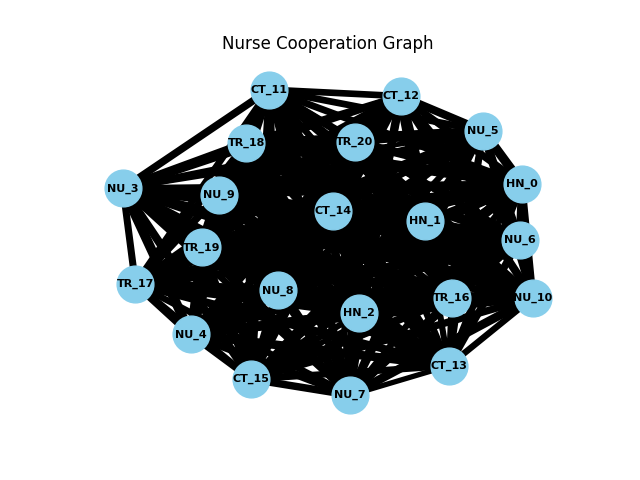 Nurse Cooperation Graph
CT_11
CT_12
NU_5
TR_18
TR_20
HN_0
NU_3
NU_9
CT_14
HN_1
NU_6
TR_19
TR_17
NU_8
HN_2
TR_16
NU_10
NU_4
CT_15
NU_7
CT_13